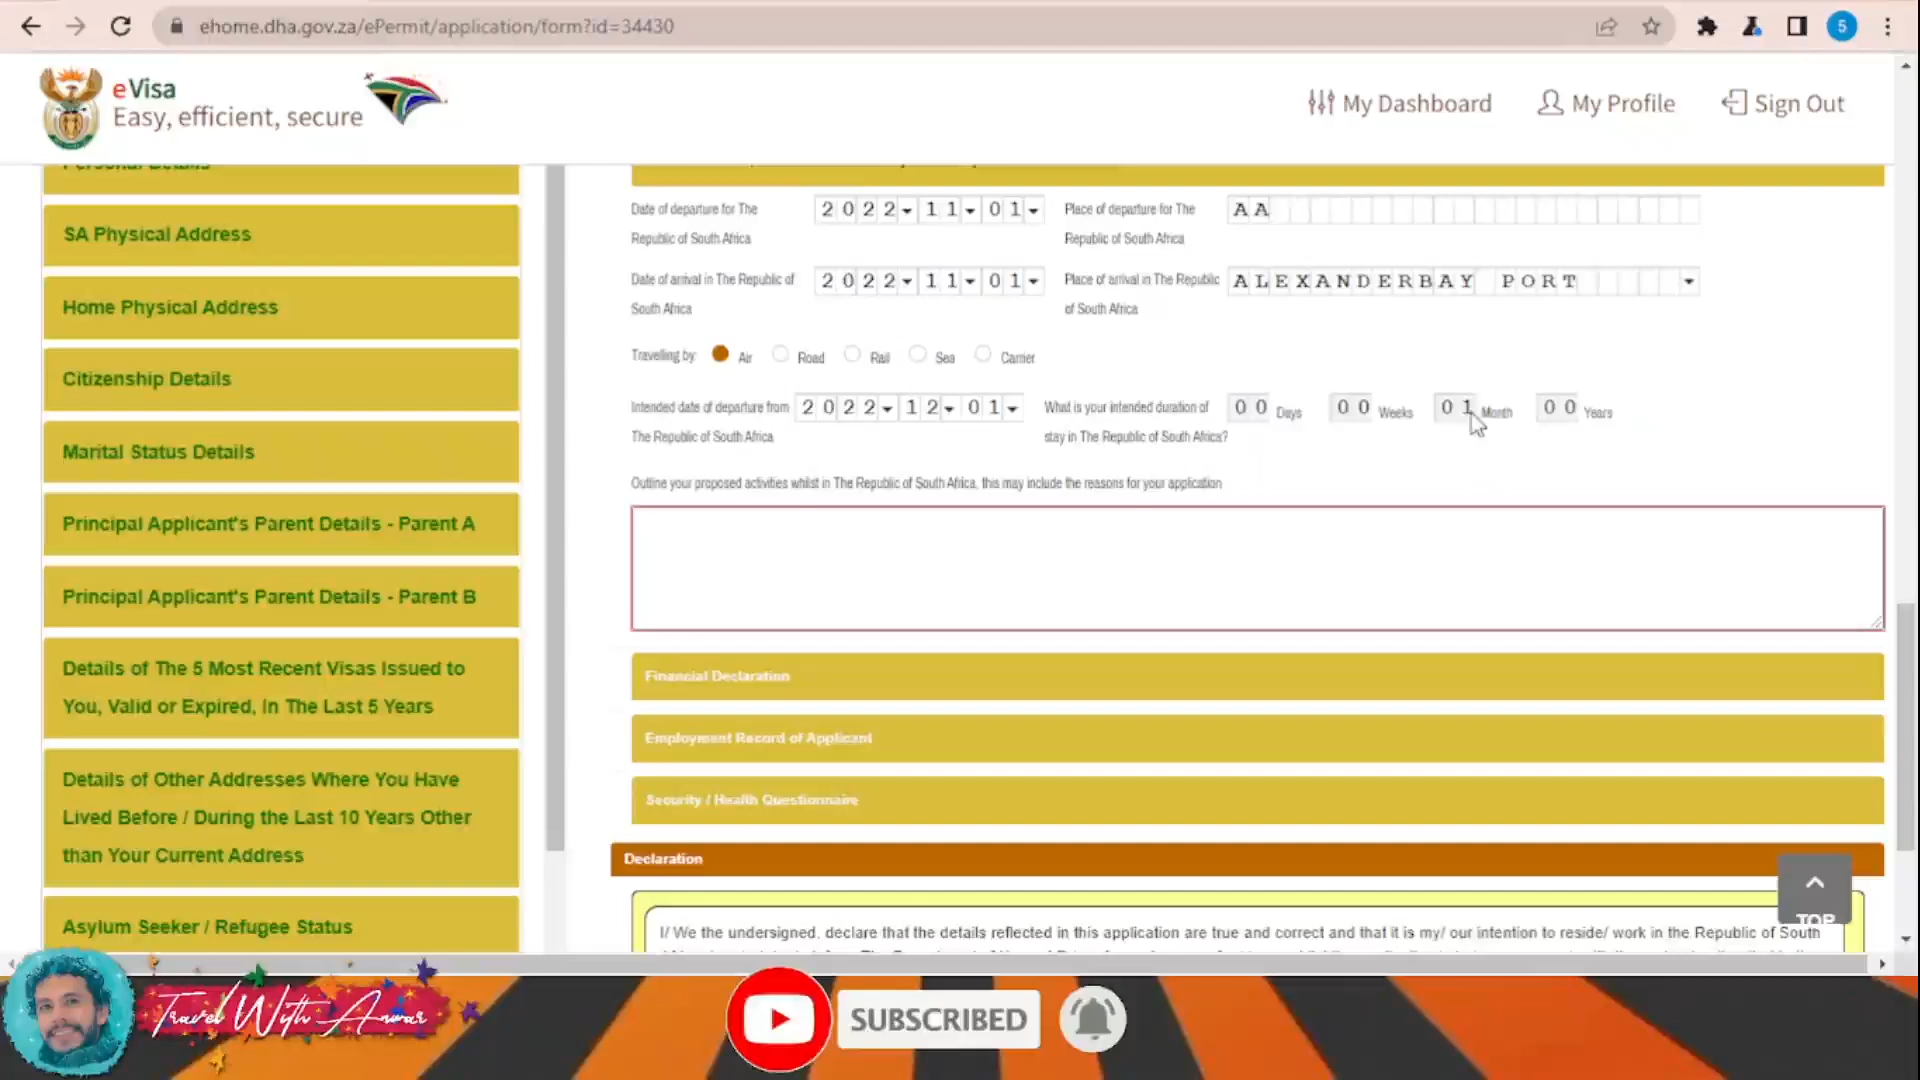 ehome.dha.gov.za/ePermit/application/form?id=34430
5
eVisa
Easy, efficient, secure
My Dashboard
My Profile
Sign Out
Personal Details
SA Physical Address
Home Physical Address
Citizenship Details
Marital Status Details
Principal Applicant's Parent Details - Parent A
Principal Applicant's Parent Details - Parent B
Details of The 5 Most Recent Visas Issued to
You, Valid or Expired, In The Last 5 Years
Details of Other Addresses Where You Have
Lived Before / During the Last 10 Years Other
than Your Current Address
Asylum Seeker / Refugee Status
Date of departure for The
Republic of South Africa
2022 11 01
Place of departure for The
Republic of South Africa
AA
Date of arrival in The Republic of
South Africa
2022 11 01
Place of arrival in The Republic
of South Africa
ALEXANDERBAY PORT
Travelling by: Air Road Rail Sea Carrier
Intended date of departure from
The Republic of South Africa
2022 12 01
What is your intended duration of
stay in The Republic of South Africa?
00 Days 00 Weeks 01 Month 00 Years
Outline your proposed activities whilst in The Republic of South Africa, this may include the reasons for your application
Financial Declaration
Employment Record of Applicant
Security / Health Questionnaire
Declaration
TOP
I/ We the undersigned, declare that the details reflected in this application are true and correct and that it is my/ our intention to reside/ work in the Republic of South
Travel With Anwar
SUBSCRIBED